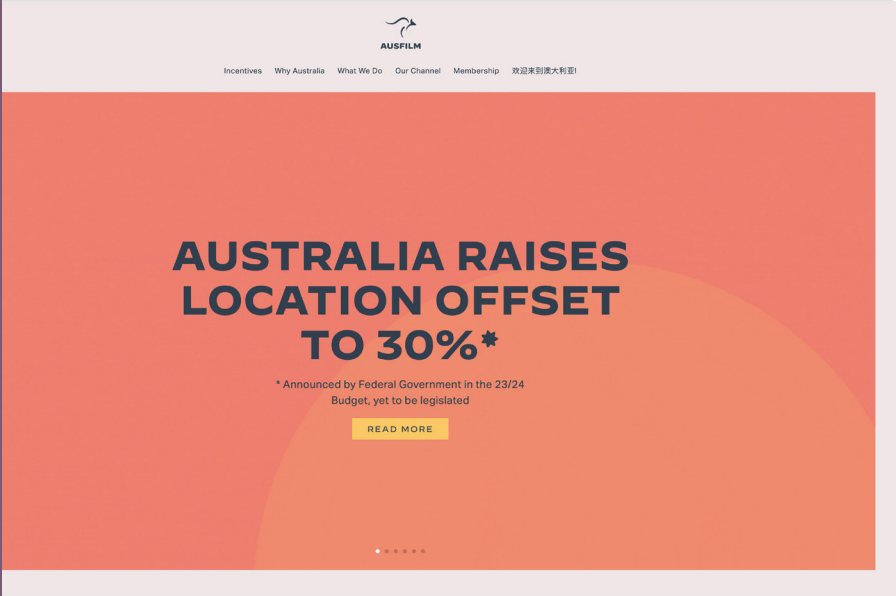 AUSFILM
Incentives Why Australia What We Do Our Channel Membership 欢迎来到澳大利亚!
AUSTRALIA RAISES
LOCATION OFFSET
TO 30%*
* Announced by Federal Government in the 23/24
Budget, yet to be legislated
READ MORE